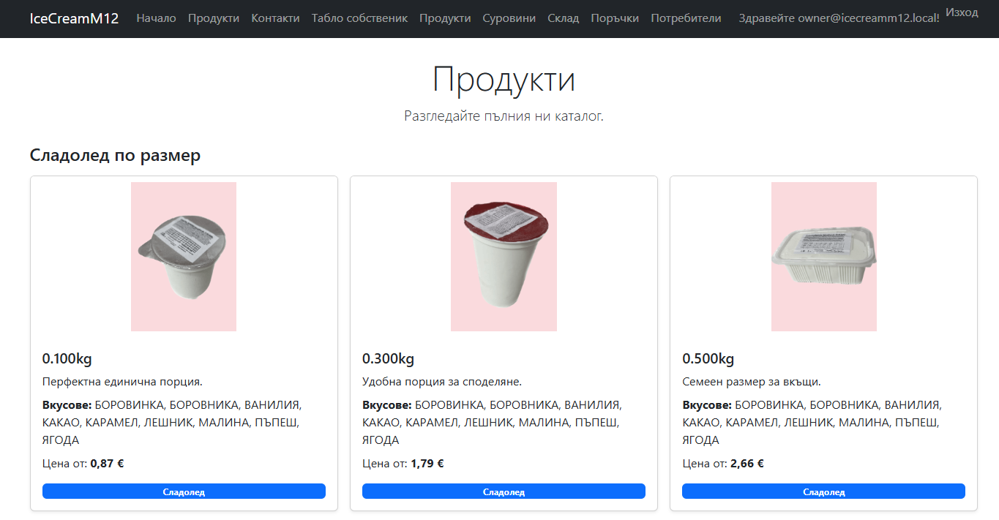 IceCreamM12 Начало Продукти Контакти Табло собственик Продукти Суровини Склад Поръчки Потребители Здравейте owner@icecreamm12.local! Изход
Продукти
Разгледайте пълния ни каталог.
Сладолед по размер
0.100kg
Перфектна единична порция.
Вкусове: БОРОВИНКА, БОРОВНИКА, ВАНИЛИЯ,
КАКАО, КАРАМЕЛ, ЛЕШНИК, МАЛИНА, ПЪПЕШ,
ЯГОДА
Цена от: 0,87 €
Сладолед
0.300kg
Удобна порция за споделяне.
Вкусове: БОРОВИНКА, БОРОВНИКА, ВАНИЛИЯ,
КАКАО, КАРАМЕЛ, ЛЕШНИК, МАЛИНА, ПЪПЕШ,
ЯГОДА
Цена от: 1,79 €
Сладолед
0.500kg
Семеен размер за вкъщи.
Вкусове: БОРОВИНКА, БОРОВНИКА, ВАНИЛИЯ,
КАКАО, КАРАМЕЛ, ЛЕШНИК, МАЛИНА, ПЪПЕШ,
ЯГОДА
Цена от: 2,66 €
Сладолед